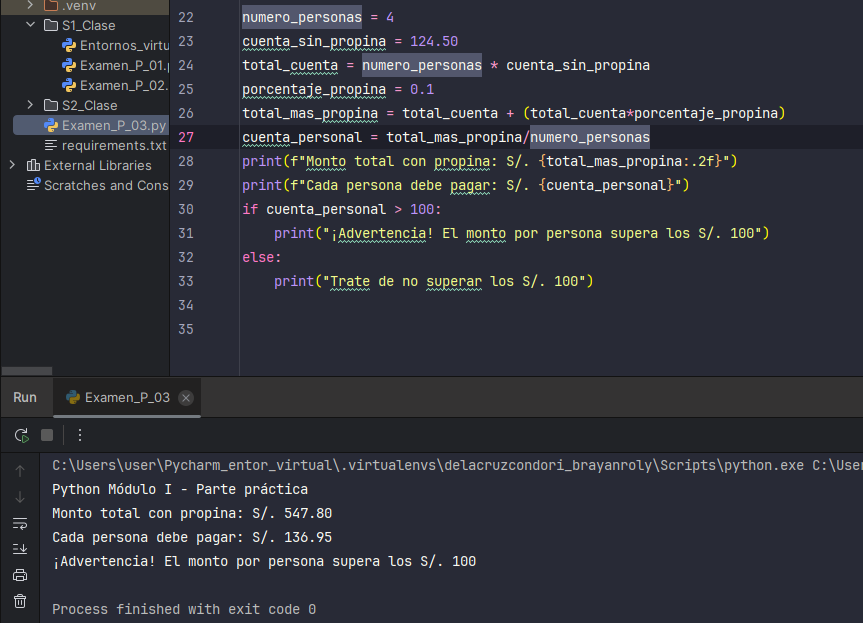 .venv
S1_Clase
Entornos_virtu
Examen_P_01.p
Examen_P_02.
S2_Clase
Examen_P_03.py
requirements.txt
External Libraries
Scratches and Cons
22 numero_personas = 4
23 cuenta_sin_propina = 124.50
24 total_cuenta = numero_personas * cuenta_sin_propina
25 porcentaje_propina = 0.1
26 total_mas_propina = total_cuenta + (total_cuenta*porcentaje_propina)
27 cuenta_personal = total_mas_propina/numero_personas
28 print(f"Monto total con propina: S/. {total_mas_propina:.2f}")
29 print(f"Cada persona debe pagar: S/. {cuenta_personal}")
30 if cuenta_personal > 100:
31     print("¡Advertencia! El monto por persona supera los S/. 100")
32 else:
33     print("Trate de no superar los S/. 100")
34
35
Run Examen_P_03
C:\Users\user\Pycharm_entor_virtual\.virtualenvs\delacruzcondori_brayanroly\Scripts\python.exe C:\User
Python Módulo I - Parte práctica
Monto total con propina: S/. 547.80
Cada persona debe pagar: S/. 136.95
¡Advertencia! El monto por persona supera los S/. 100
Process finished with exit code 0